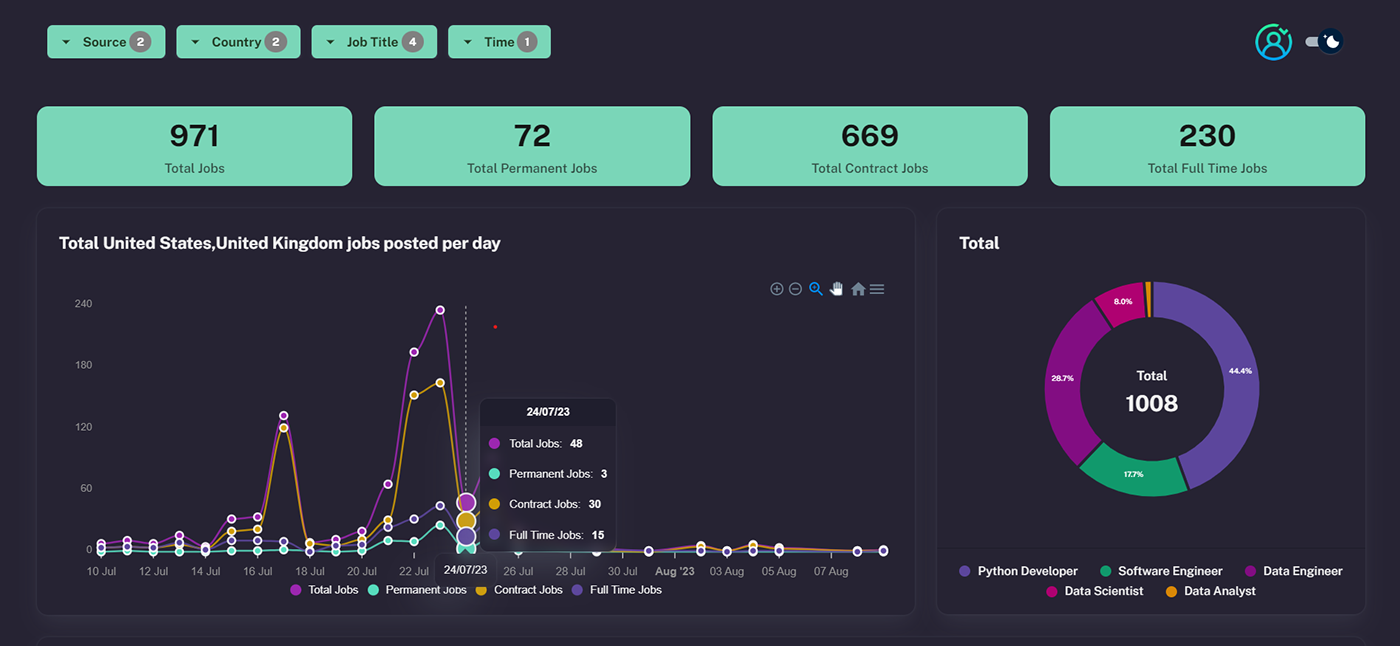 Source 2 Country 2 Job Title 4 Time 1
971 72 669 230
Total Jobs Total Permanent Jobs Total Contract Jobs Total Full Time Jobs
Total United States,United Kingdom jobs posted per day
240
180
120
60
0
24/07/23
Total Jobs: 48
Permanent Jobs: 3
Contract Jobs: 30
Full Time Jobs: 15
10 Jul 12 Jul 14 Jul 16 Jul 18 Jul 20 Jul 22 Jul 24/07/23 26 Jul 28 Jul 30 Jul Aug '23 03 Aug 05 Aug 07 Aug
Total Jobs Permanent Jobs Contract Jobs Full Time Jobs
Total
8.0%
44.4%
28.7%
17.7%
Total
1008
Python Developer Software Engineer Data Engineer
Data Scientist Data Analyst